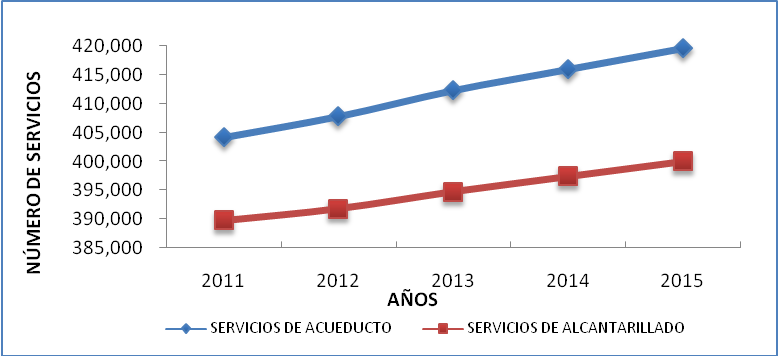 NÚMERO DE SERVICIOS
420,000
415,000
410,000
405,000
400,000
395,000
390,000
385,000
2011 2012 2013 2014 2015
AÑOS
SERVICIOS DE ACUEDUCTO SERVICIOS DE ALCANTARILLADO